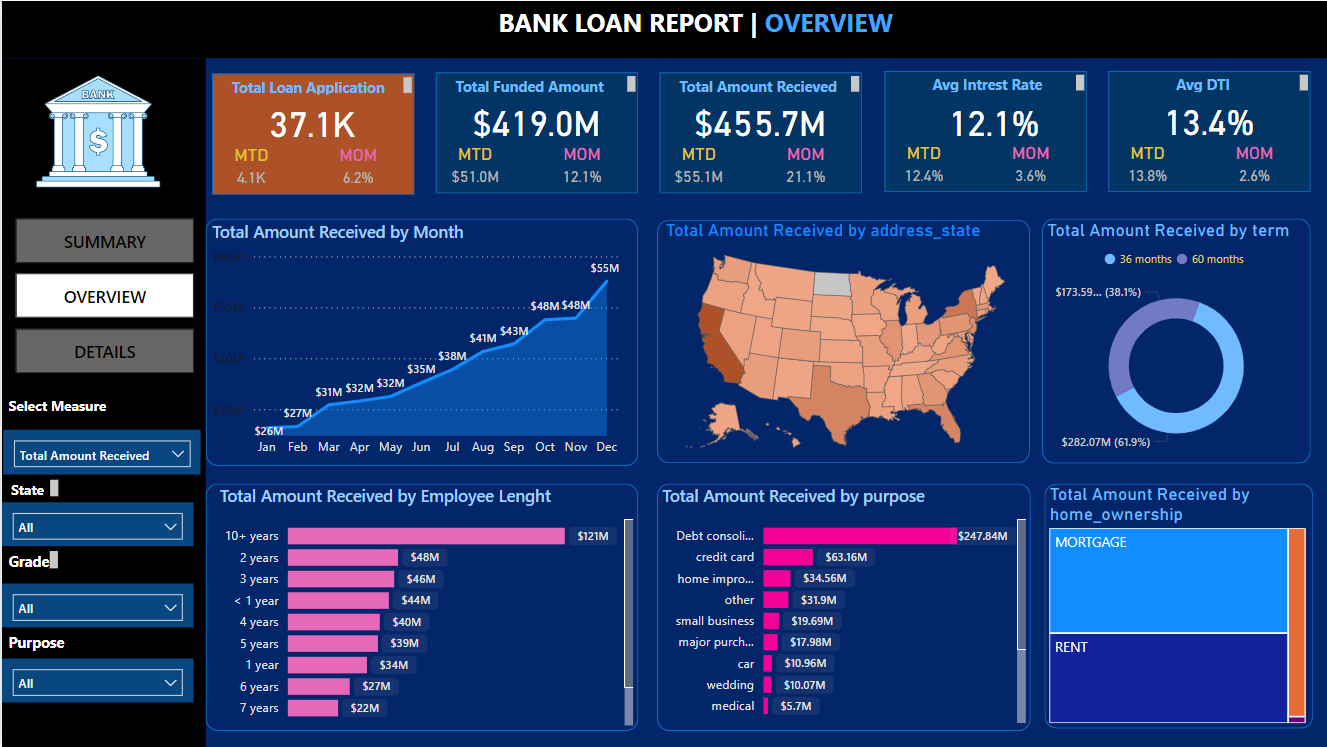 BANK LOAN REPORT | OVERVIEW
BANK
$
SUMMARY
OVERVIEW
DETAILS
Select Measure
Total Amount Received
State
All
Grade
All
Purpose
All
Total Loan Application
37.1K
MTD MOM
4.1K 6.2%
Total Funded Amount
$419.0M
MTD MOM
$51.0M 12.1%
Total Amount Recieved
$455.7M
MTD MOM
$55.1M 21.1%
Avg Intrest Rate
12.1%
MTD MOM
12.4% 3.6%
Avg DTI
13.4%
MTD MOM
13.8% 2.6%
Total Amount Received by Month
$60M
$50M
$40M
$30M
$26M $27M $31M $32M $32M $35M $38M $41M $43M $48M $48M $55M
Jan Feb Mar Apr May Jun Jul Aug Sep Oct Nov Dec
Total Amount Received by address_state
Total Amount Received by term
36 months 60 months
$173.59... (38.1%)
$282.07M (61.9%)
Total Amount Received by Employee Lenght
10+ years $121M
2 years $48M
3 years $46M
< 1 year $44M
4 years $40M
5 years $39M
1 year $34M
6 years $27M
7 years $22M
Total Amount Received by purpose
Debt consoli... $247.84M
credit card $63.16M
home impro... $34.56M
other $31.9M
small business $19.69M
major purch... $17.98M
car $10.96M
wedding $10.07M
medical $5.7M
Total Amount Received by
home_ownership
MORTGAGE
RENT